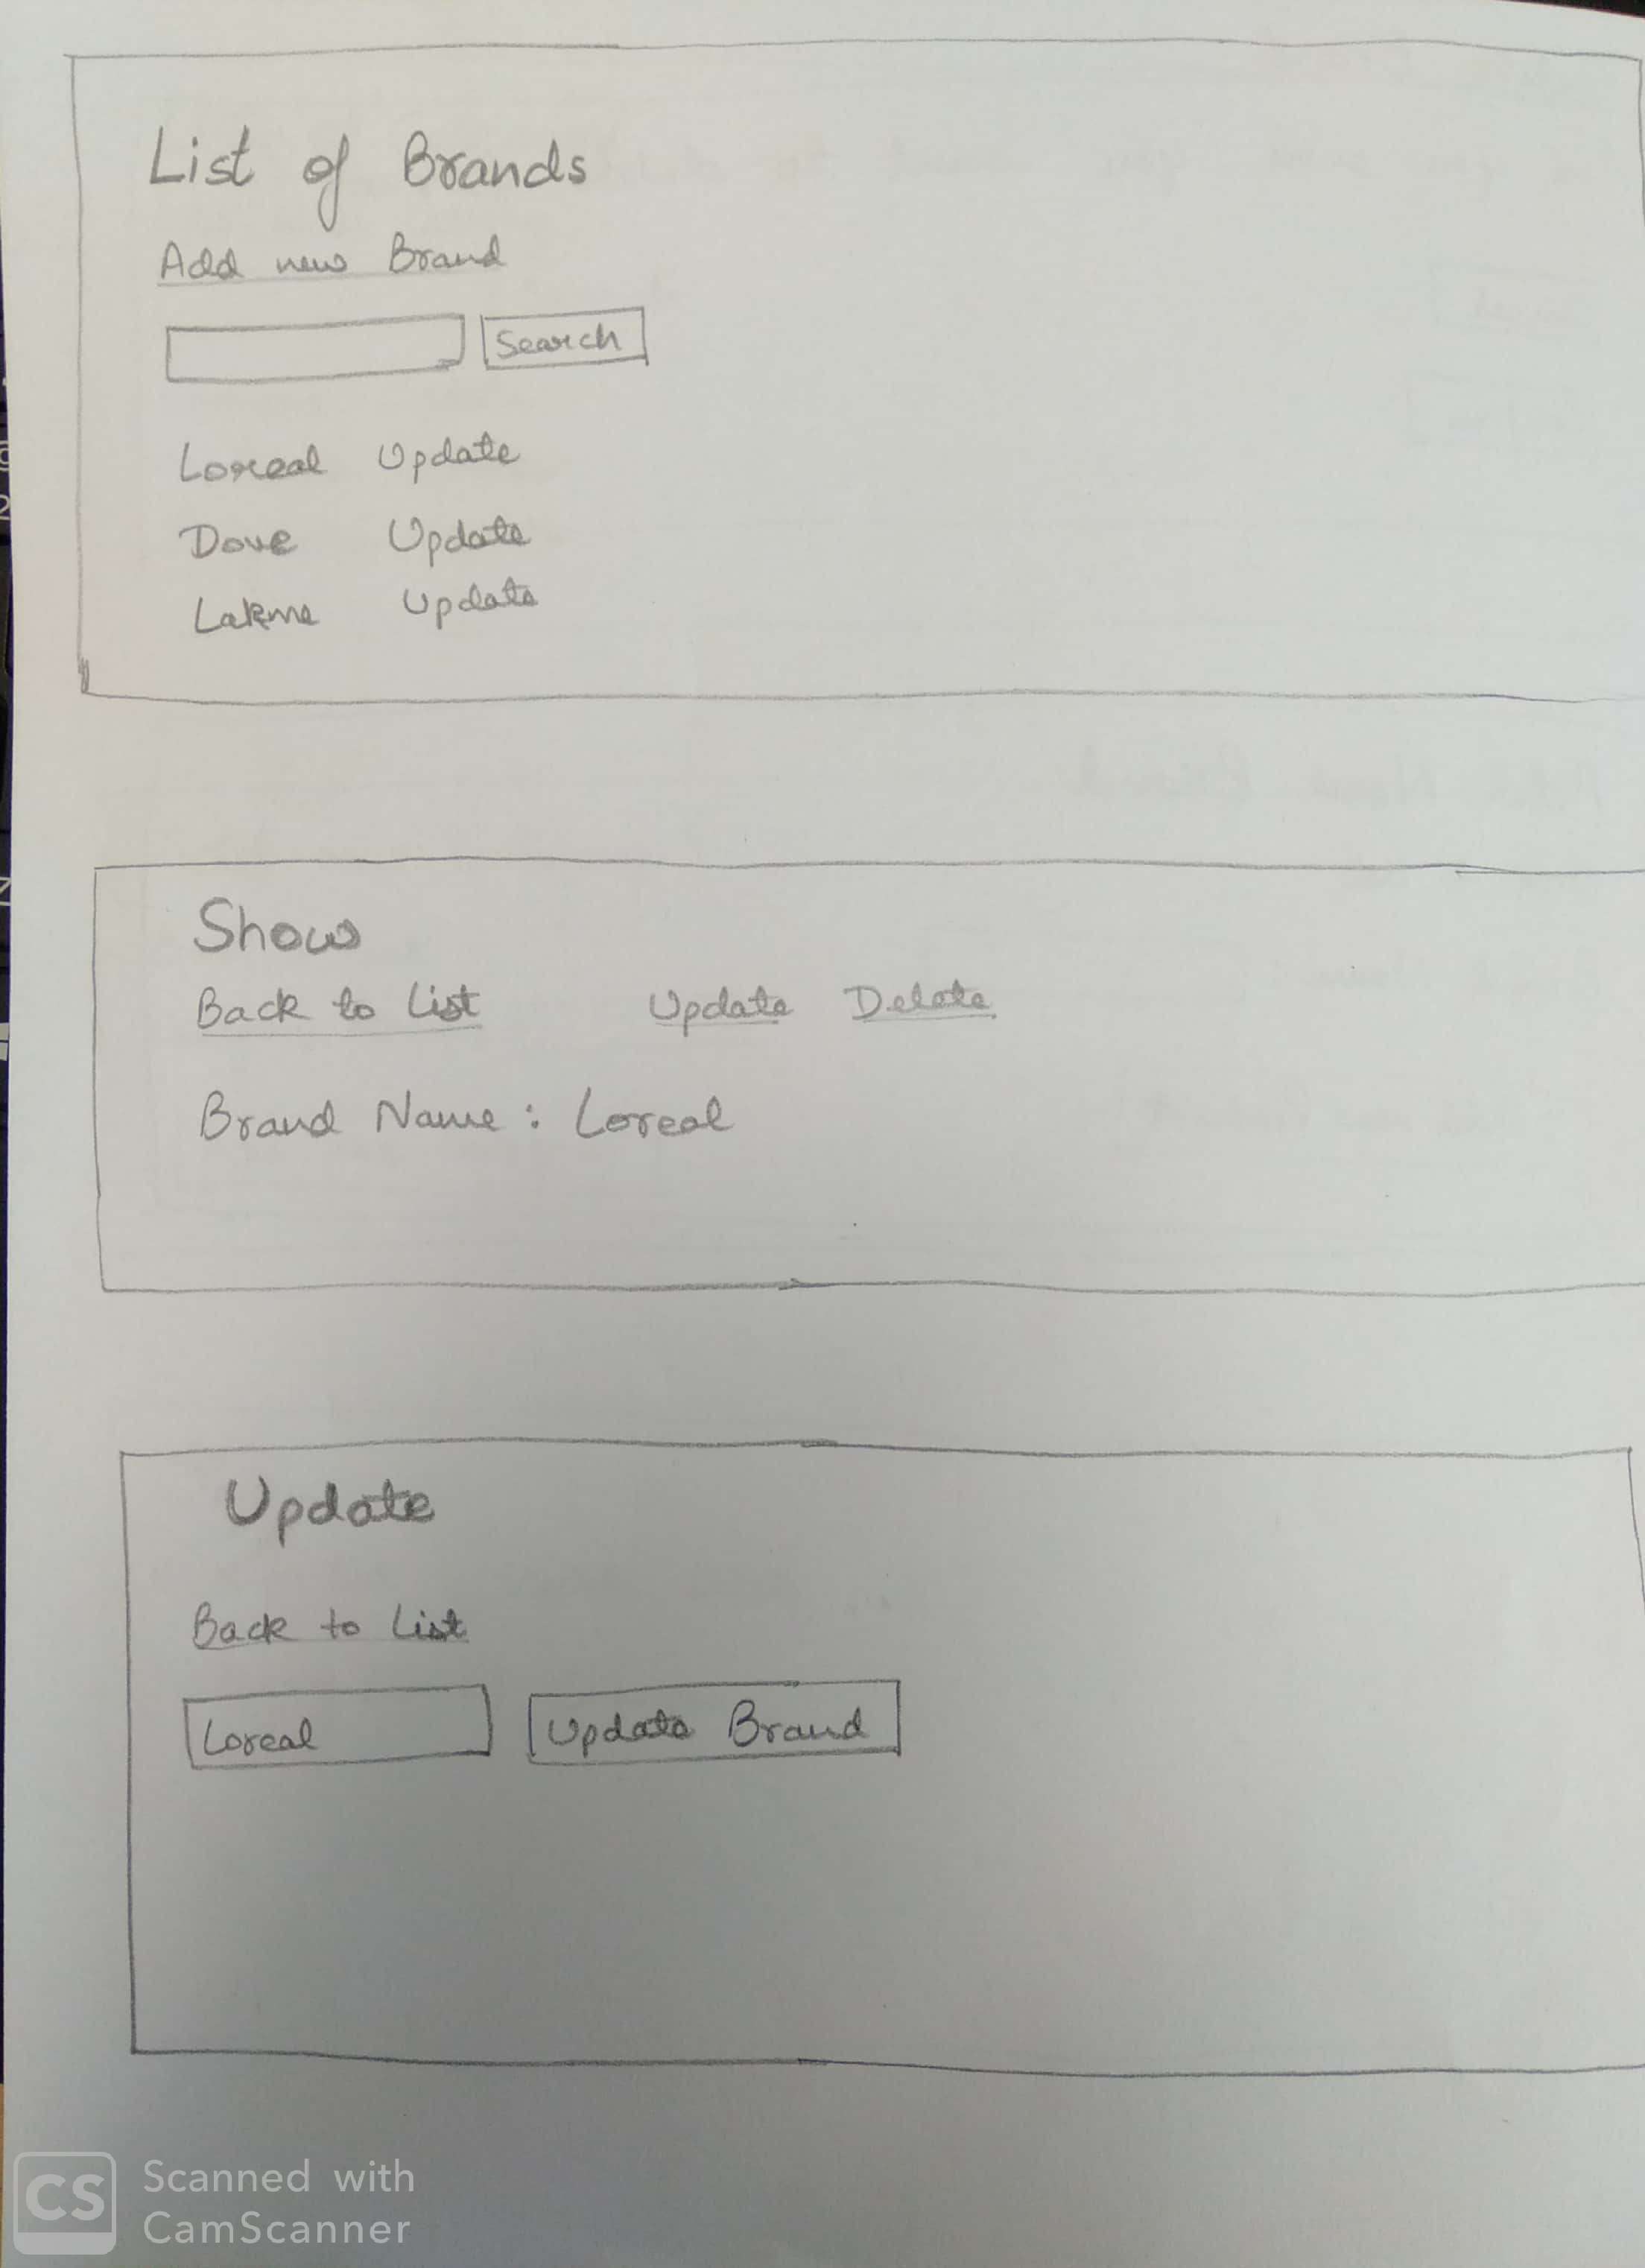 List of Brands
Add new Brand
Search
Loreal Update
Dove Update
Lakme Update
Show
Back to List Update Delete
Brand Name : Loreal
Update
Back to List
Loreal Update Brand
CS Scanned with
CamScanner